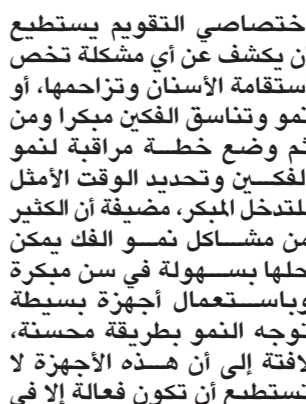 ختصاصي التقويم يستطيع
أن يكشف عن أي مشكلة تخص
ستقامة الأسنان وتزاحمها، أو
نمو وتناسق الفكين مبكرا ومن
ثم وضع خطة مراقبة لنمو
لفكين وتحديد الوقت الأمثل
للتدخل المبكر، مضيفة أن الكثير
من مشاكل نمو الفك يمكن
حلها بسهولة في سن مبكرة
وباستعمال أجهزة بسيطة
توجه النمو بطريقة محسنة،
لافتة إلى أن هذه الأجهزة لا
تستطيع أن تكون فعالة إلا في